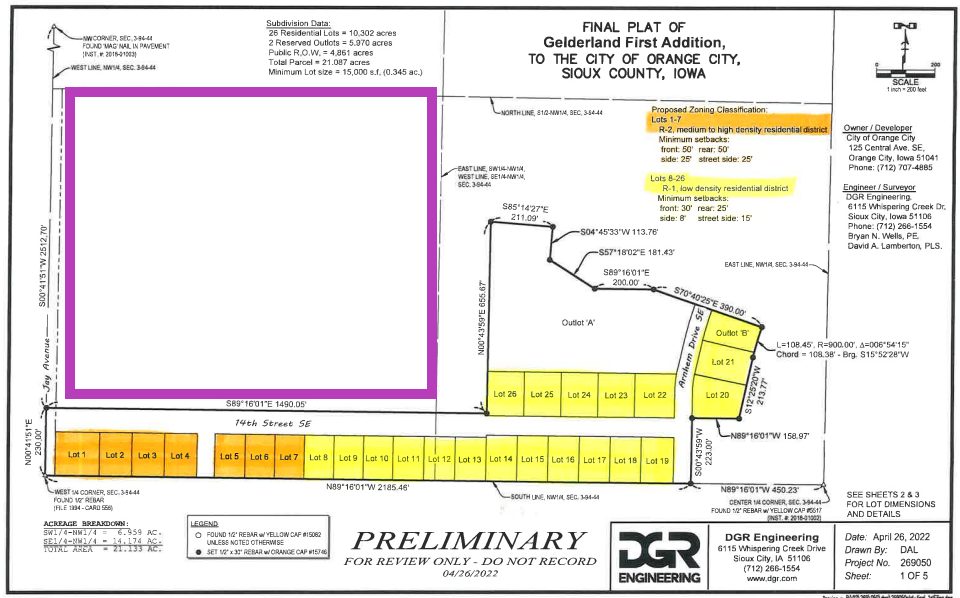 FINAL PLAT OF
Gelderland First Addition,
TO THE CITY OF ORANGE CITY,
SIOUX COUNTY, IOWA
Subdivision Data:
26 Residential Lots = 10,302 acres
2 Reserved Outlots = 5,970 acres
Public R.O.W. = 4,861 acres
Total Parcel = 21.087 acres
Minimum Lot size = 15,000 s.f. (0.345 ac.)
NW CORNER, SEC. 3-94-44
FOUND 'MAG' NAIL IN PAVEMENT
(INST. #: 2018-01003)
WEST LINE, NW1/4, SEC. 3-94-44
0 200
SCALE
1 inch = 200 feet
NORTH LINE, S1/2-NW1/4, SEC. 3-94-44
Proposed Zoning Classification:
Lots 1-7
R-2, medium to high density residential district
Minimum setbacks:
front: 50' rear: 50'
side: 25' street side: 25'
Lots 8-26
R-1, low density residential district
Minimum setbacks:
front: 30' rear: 25'
side: 8' street side: 15'
Owner / Developer
City of Orange City
125 Central Ave. SE,
Orange City, Iowa 51041
Phone: (712) 707-4885
Engineer / Surveyor
DGR Engineering,
6115 Whispering Creek Dr.
Sioux City, Iowa 51106
Phone: (712) 266-1554
Bryan N. Wells, PE,
David A. Lamberton, PLS.
EAST LINE, SW1/4-NW1/4,
WEST LINE, SE1/4-NW1/4,
SEC. 3-94-44
S85°14'27"E
211.09'
S04°45'33"W 113.76'
S57°18'02"E 181.43'
S89°16'01"E
200.00'
EAST LINE, NW1/4, SEC. 3-94-44
S70°40'25"E 390.00'
S00°41'51"W 2512.70'
Jay Avenue
N00°43'59"E 655.67'
Outlot 'A'
Arnhem Drive SE
Outlot 'B'
Lot 21
Lot 20
L=108.45', R=900.00', Δ=006°54'15"
Chord = 108.38' - Brg. S15°52'28"W
S12°25'20"W
213.77'
Lot 26 Lot 25 Lot 24 Lot 23 Lot 22
S89°16'01"E 1490.05'
14th Street SE
N00°41'51"E
230.00'
N89°16'01"W 158.97'
S00°43'59"W
223.00'
Lot 1 Lot 2 Lot 3 Lot 4 Lot 5 Lot 6 Lot 7 Lot 8 Lot 9 Lot 10 Lot 11 Lot 12 Lot 13 Lot 14 Lot 15 Lot 16 Lot 17 Lot 18 Lot 19
N89°16'01"W 2185.46'
N89°16'01"W 450.23'
WEST 1/4 CORNER, SEC. 3-94-44
FOUND 1/2" REBAR
(FILE 1994 - CARD 556)
SOUTH LINE, NW1/4, SEC. 3-94-44
CENTER 1/4 CORNER, SEC. 3-94-44
FOUND 1/2" REBAR w/ YELLOW CAP #5517
(INST. #: 2018-01002)
SEE SHEETS 2 & 3
FOR LOT DIMENSIONS
AND DETAILS
ACREAGE BREAKDOWN:
SW1/4-NW1/4 = 6.959 AC.
SE1/4-NW1/4 = 14.174 AC.
TOTAL AREA = 21.133 AC.
LEGEND
FOUND 1/2" REBAR w/ YELLOW CAP #15082
UNLESS NOTED OTHERWISE
SET 1/2" x 30" REBAR w/ ORANGE CAP #15746
PRELIMINARY
FOR REVIEW ONLY - DO NOT RECORD
04/26/2022
DGR
ENGINEERING
DGR Engineering
6115 Whispering Creek Drive
Sioux City, IA 51106
(712) 266-1554
www.dgr.com
Date: April 26, 2022
Drawn By: DAL
Project No. 269050
Sheet: 1 OF 5